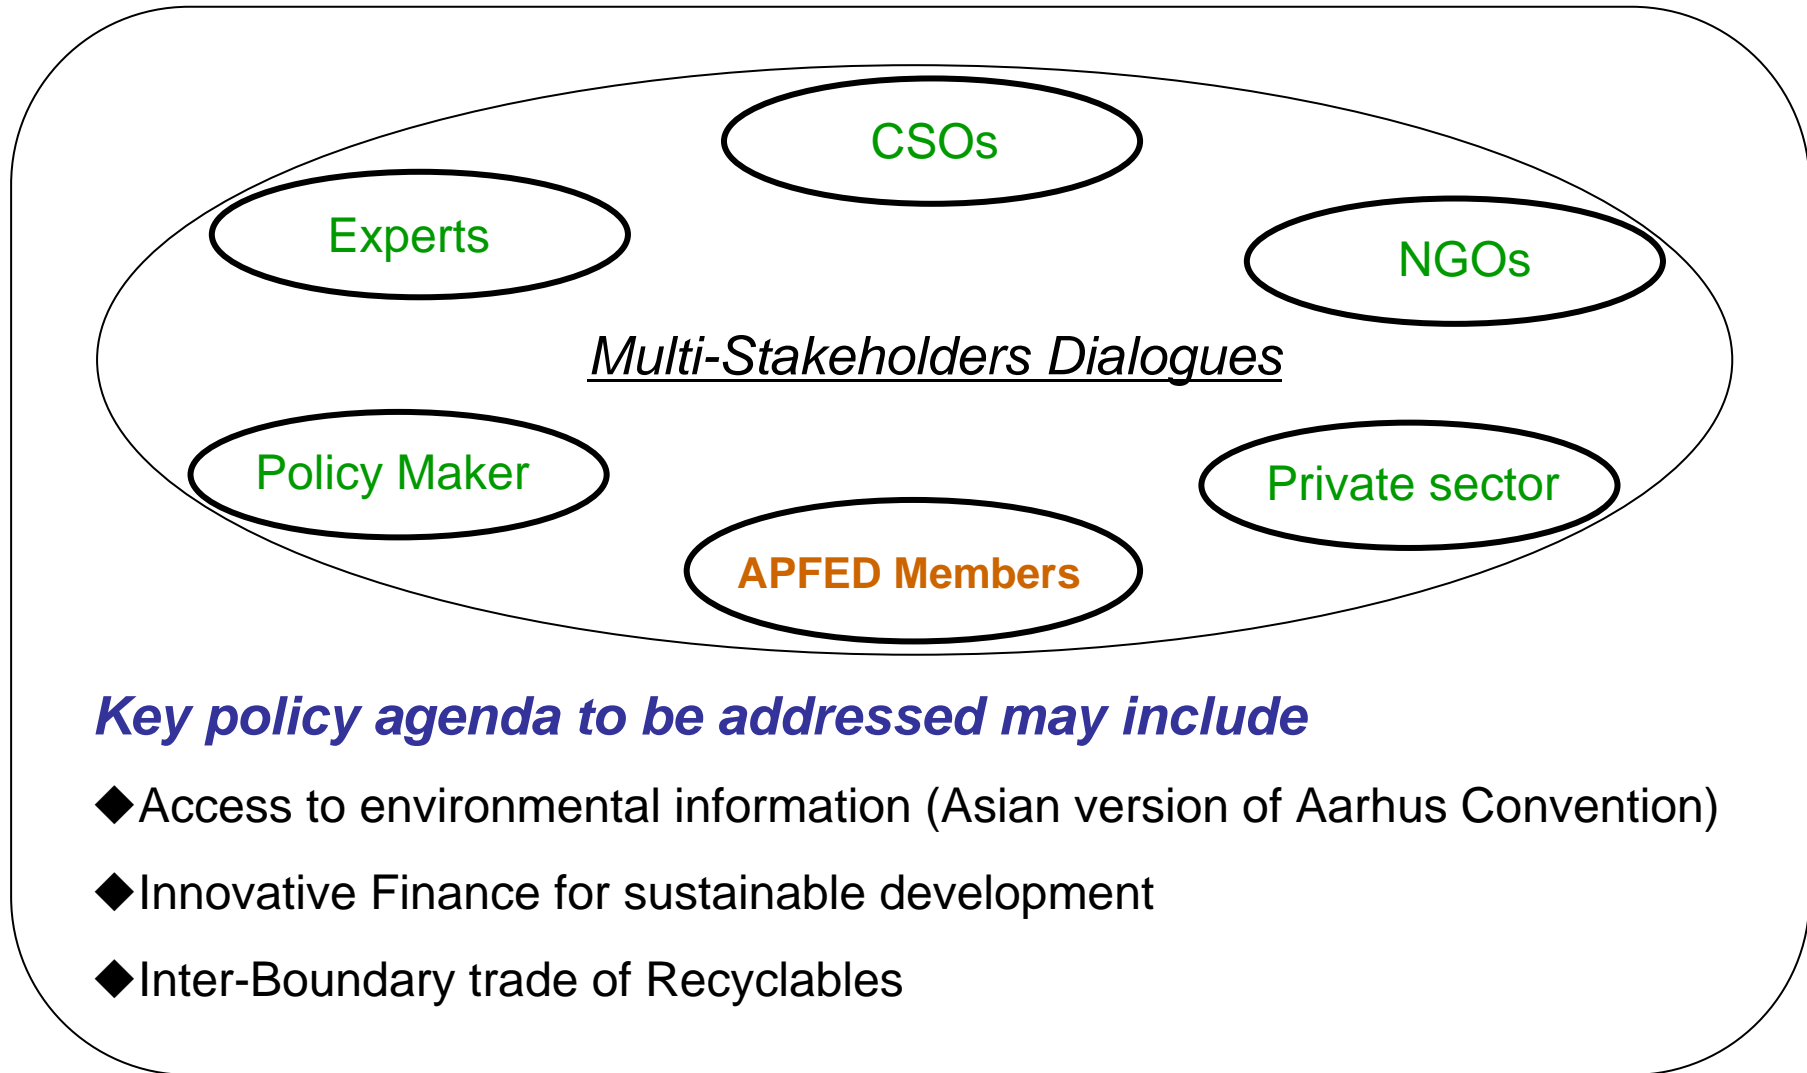 CSOs
Experts
NGOs
Multi-Stakeholders Dialogues
Policy Maker
Private sector
APFED Members
Key policy agenda to be addressed may include
◆Access to environmental information (Asian version of Aarhus Convention)
◆Innovative Finance for sustainable development
◆Inter-Boundary trade of Recyclables